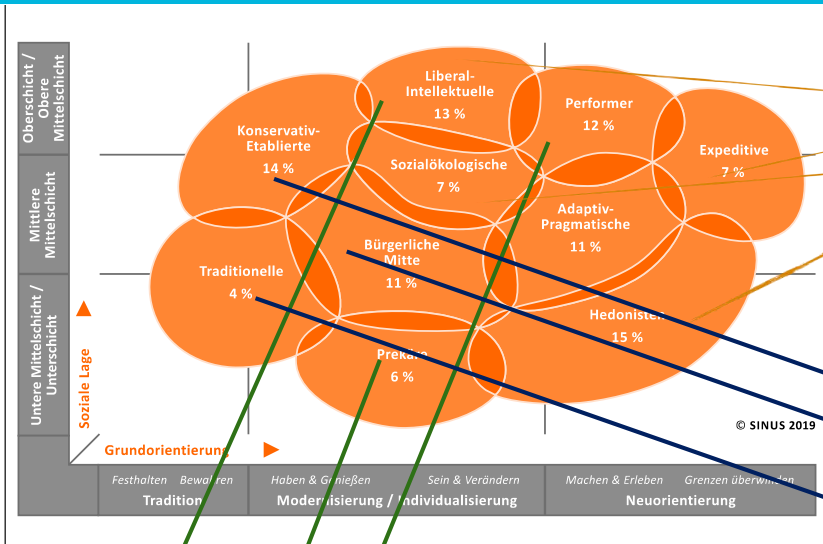 Oberschicht /
Obere
Mittelschicht
Mittlere
Mittelschicht
Untere Mittelschicht /
Unterschicht
Soziale Lage
Grundorientierung
Liberal-
Intellektuelle
13 %
Performer
12 %
Expeditive
7 %
Konservativ-
Etablierte
14 %
Sozialökologische
7 %
Adaptiv-
Pragmatische
11 %
Bürgerliche
Mitte
11 %
Traditionelle
4 %
Hedonisten
15 %
Prekäre
6 %
© SINUS 2019
Festhalten Bewahren
Tradition
Haben & Genießen Sein & Verändern
Modernisierung / Individualisierung
Machen & Erleben Grenzen überwinden
Neuorientierung